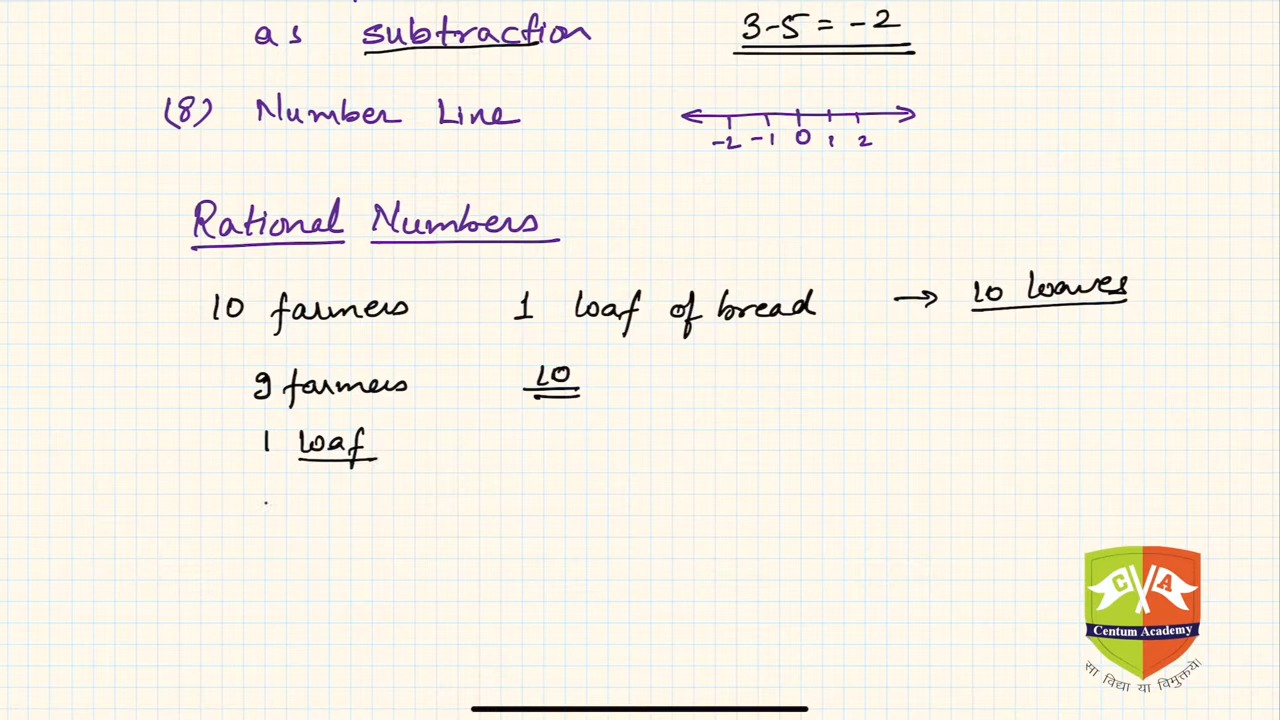 as subtraction 3-5 = -2
(8) Number Line
-2 -1 0 1 2
Rational Numbers
10 farmers 1 loaf of bread → 10 loaves
9 farmers 10
1 loaf
C A
Centum Academy
सा विद्या या विमुक्तये।